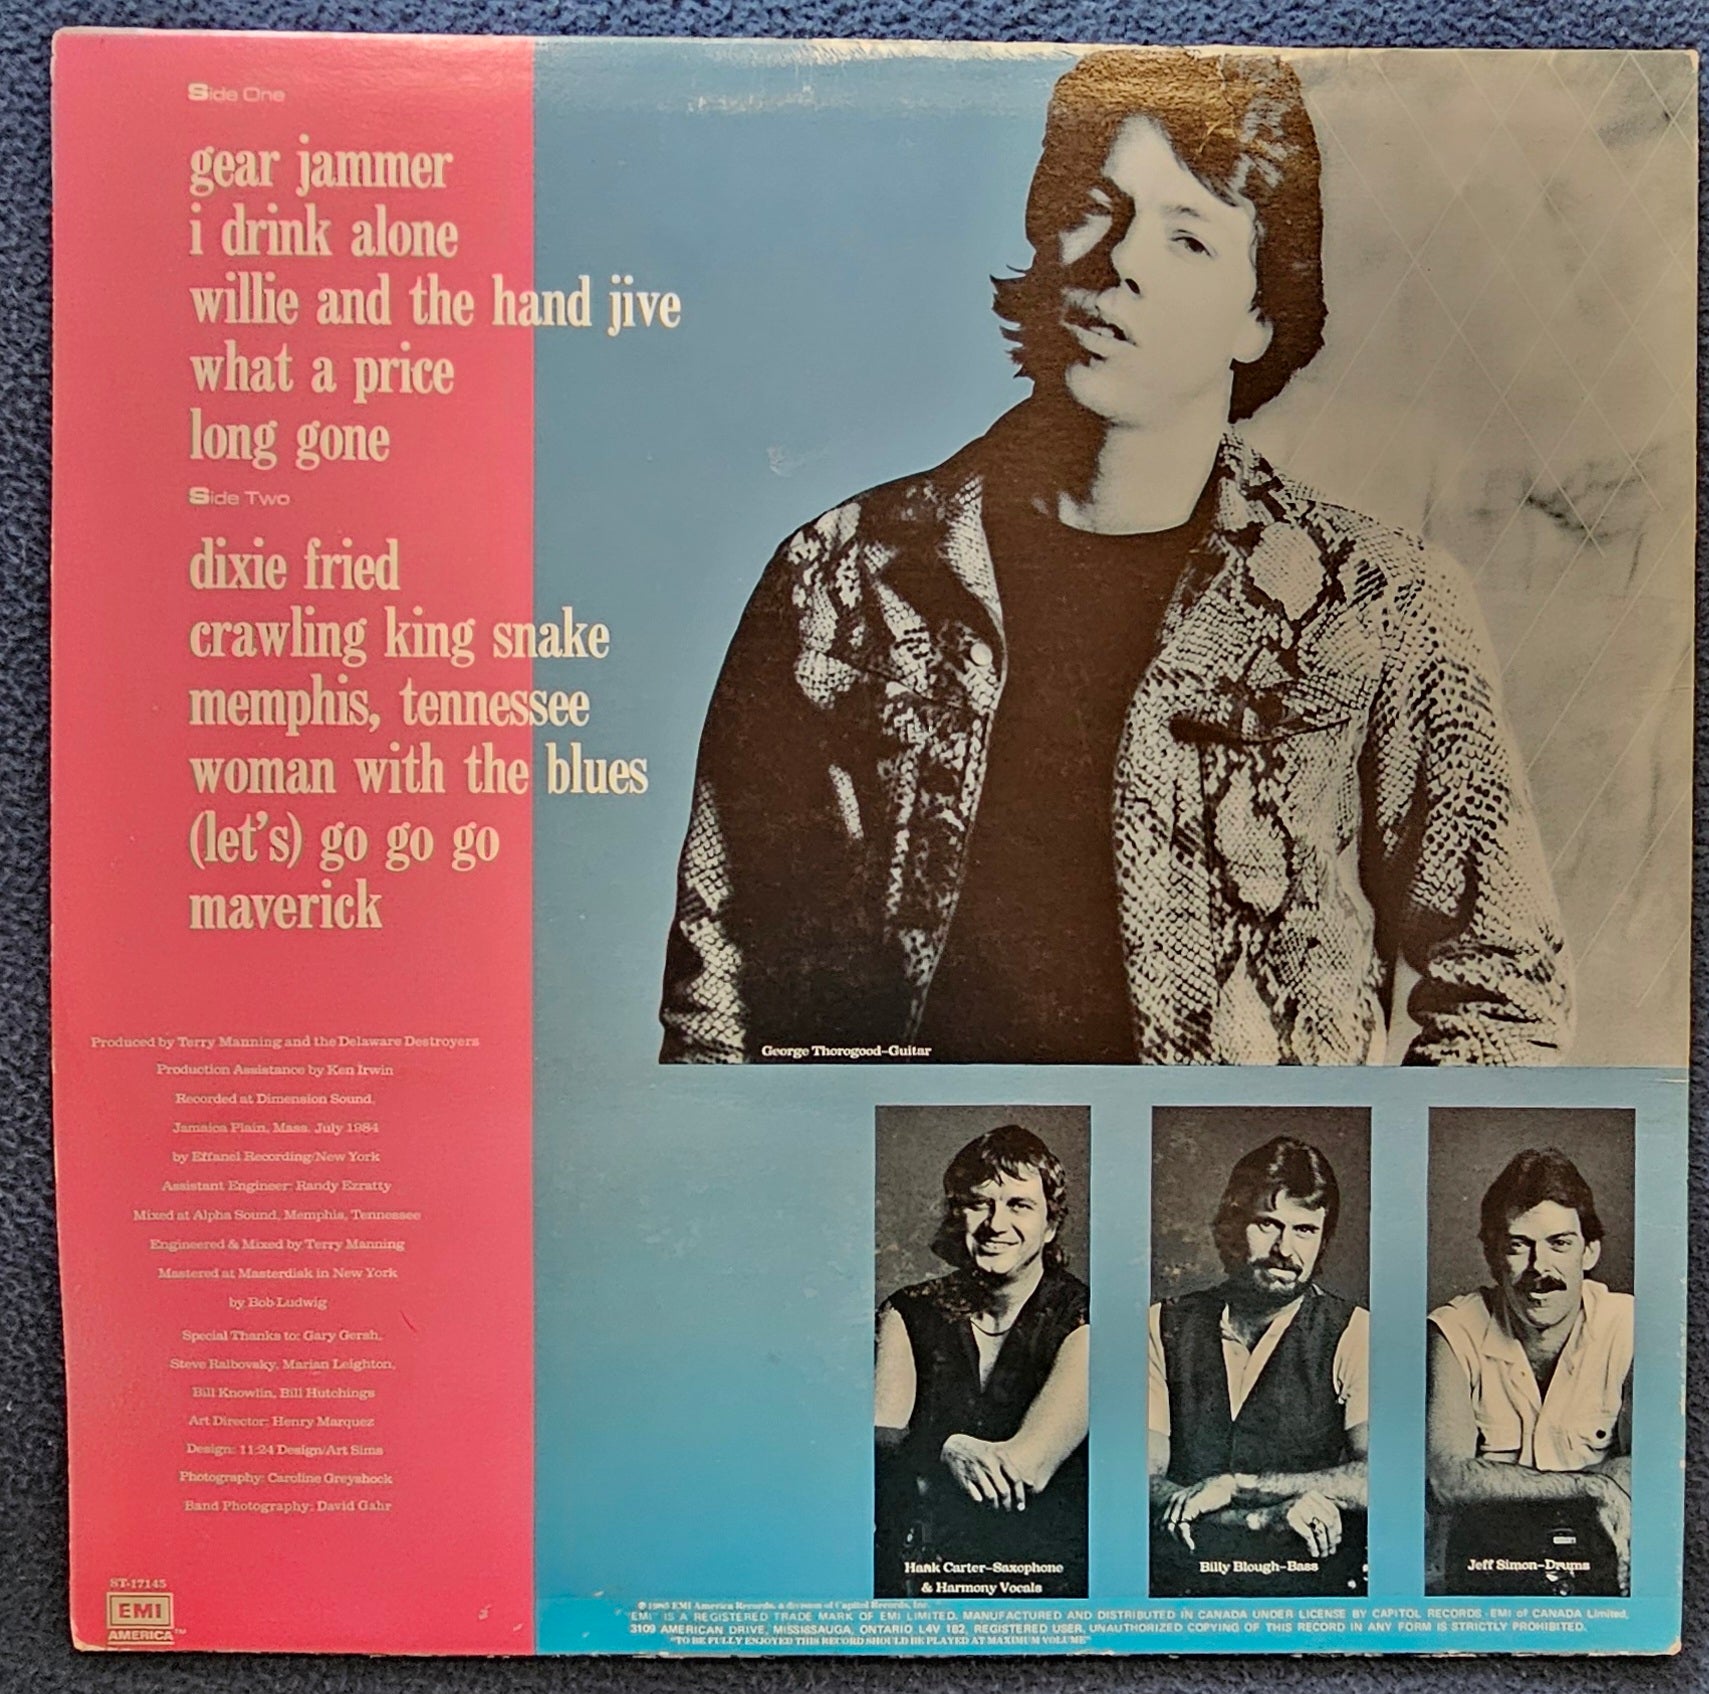 Side One
gear jammer
i drink alone
willie and the hand jive
what a price
long gone
Side Two
dixie fried
crawling king snake
memphis, tennessee
woman with the blues
(let's) go go go
maverick
Produced by Terry Manning and the Delaware Destroyers
Production Assistance by Ken Irwin
Recorded at Dimension Sound,
Jamaica Plain, Mass. July 1984
by Effanel Recording/New York
Assistant Engineer: Randy Ezratty
Mixed at Alpha Sound, Memphis, Tennessee
Engineered & Mixed by Terry Manning
Mastered at Masterdisk in New York
by Bob Ludwig
Special Thanks to: Gary Gersh,
Steve Ralbovsky, Marian Leighton,
Bill Knowlin, Bill Hutchings
Art Director: Henry Marquez
Design: 11:24 Design/Art Sims
Photography: Caroline Greyshock
Band Photography: David Gahr
ST-17145
EMI
AMERICA™
George Thorogood–Guitar
Hank Carter–Saxophone
& Harmony Vocals
Billy Blough–Bass
Jeff Simon–Drums
℗ 1985 EMI America Records, a division of Capitol Records, Inc.
"EMI" IS A REGISTERED TRADE MARK OF EMI LIMITED. MANUFACTURED AND DISTRIBUTED IN CANADA UNDER LICENSE BY CAPITOL RECORDS - EMI of CANADA Limited,
3109 AMERICAN DRIVE, MISSISSAUGA, ONTARIO L4V 1B2, REGISTERED USER, UNAUTHORIZED COPYING OF THIS RECORD IN ANY FORM IS STRICTLY PROHIBITED.
"TO BE FULLY ENJOYED THIS RECORD SHOULD BE PLAYED AT MAXIMUM VOLUME"